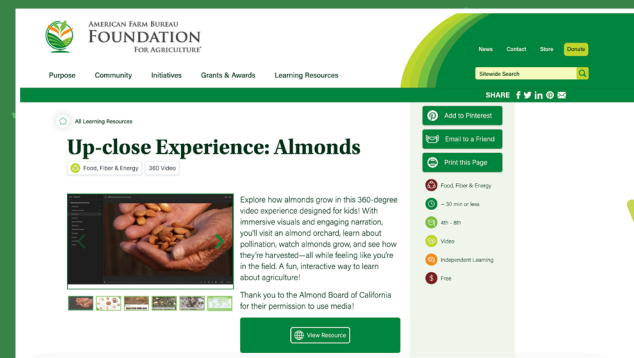 AMERICAN FARM BUREAU
FOUNDATION
FOR AGRICULTURE®
News Contact Store Donate
Purpose Community Initiatives Grants & Awards Learning Resources
Sitewide Search
SHARE
All Learning Resources
Up-close Experience: Almonds
Food, Fiber & Energy 360 Video
Explore how almonds grow in this 360-degree
video experience designed for kids! With
immersive visuals and engaging narration,
you'll visit an almond orchard, learn about
pollination, watch almonds grow, and see how
they're harvested—all while feeling like you're
in the field. A fun, interactive way to learn
about agriculture!
Thank you to the Almond Board of California
for their permission to use media!
View Resource
Add to Pinterest
Email to a Friend
Print this Page
Food, Fiber & Energy
~ 30 min or less
4th - 8th
Video
Independent Learning
Free